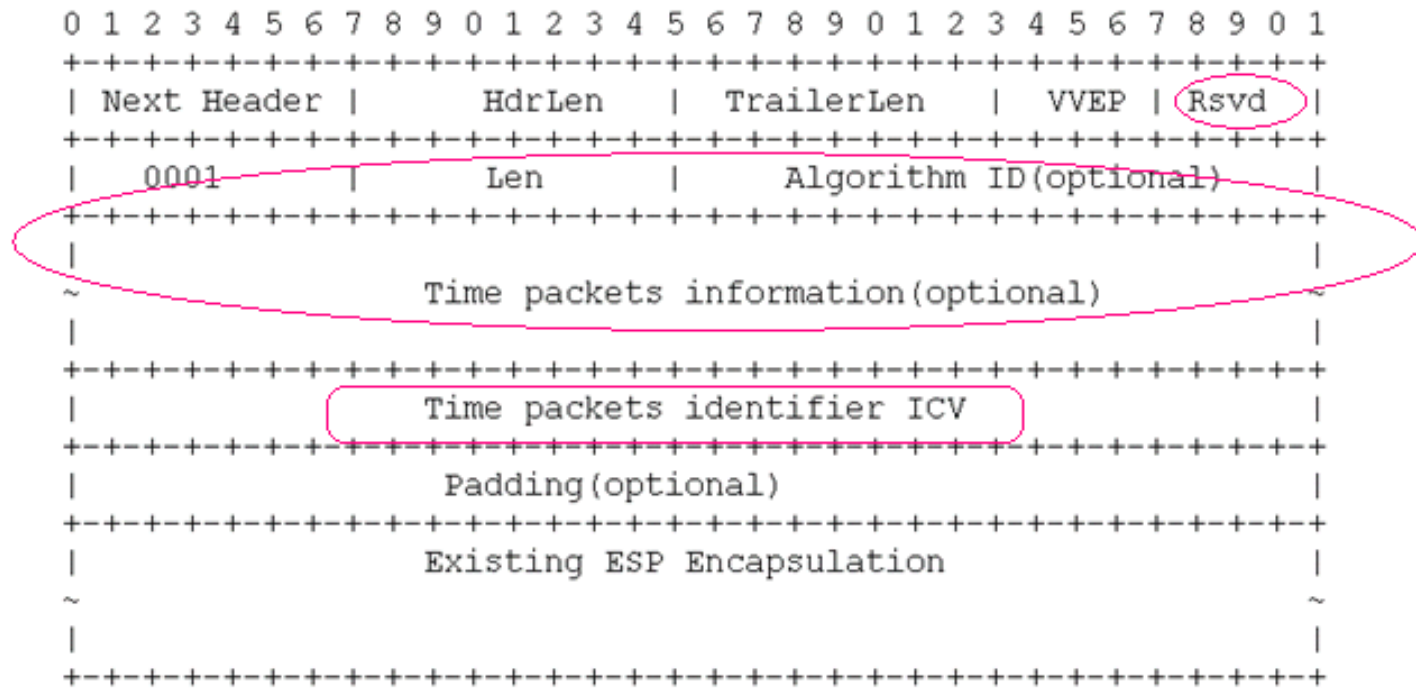 0 1 2 3 4 5 6 7 8 9 0 1 2 3 4 5 6 7 8 9 0 1 2 3 4 5 6 7 8 9 0 1
+-+-+-+-+-+-+-+-+-+-+-+-+-+-+-+-+-+-+-+-+-+-+-+-+-+-+-+-+-+-+-+
| Next Header |      HdrLen   |  TrailerLen   |  VVEP | Rsvd  |
+-+-+-+-+-+-+-+-+-+-+-+-+-+-+-+-+-+-+-+-+-+-+-+-+-+-+-+-+-+-+-+
|   0001      |      Len      |     Algorithm ID(optional)    |
+-+-+-+-+-+-+-+-+-+-+-+-+-+-+-+-+-+-+-+-+-+-+-+-+-+-+-+-+-+-+-+
|                                                             |
~                 Time packets information(optional)          ~
|                                                             |
+-+-+-+-+-+-+-+-+-+-+-+-+-+-+-+-+-+-+-+-+-+-+-+-+-+-+-+-+-+-+-+
|                 Time packets identifier ICV                 |
+-+-+-+-+-+-+-+-+-+-+-+-+-+-+-+-+-+-+-+-+-+-+-+-+-+-+-+-+-+-+-+
|                  Padding(optional)                          |
+-+-+-+-+-+-+-+-+-+-+-+-+-+-+-+-+-+-+-+-+-+-+-+-+-+-+-+-+-+-+-+
|                 Existing ESP Encapsulation                  |
~                                                             ~
|                                                             |
+-+-+-+-+-+-+-+-+-+-+-+-+-+-+-+-+-+-+-+-+-+-+-+-+-+-+-+-+-+-+-+